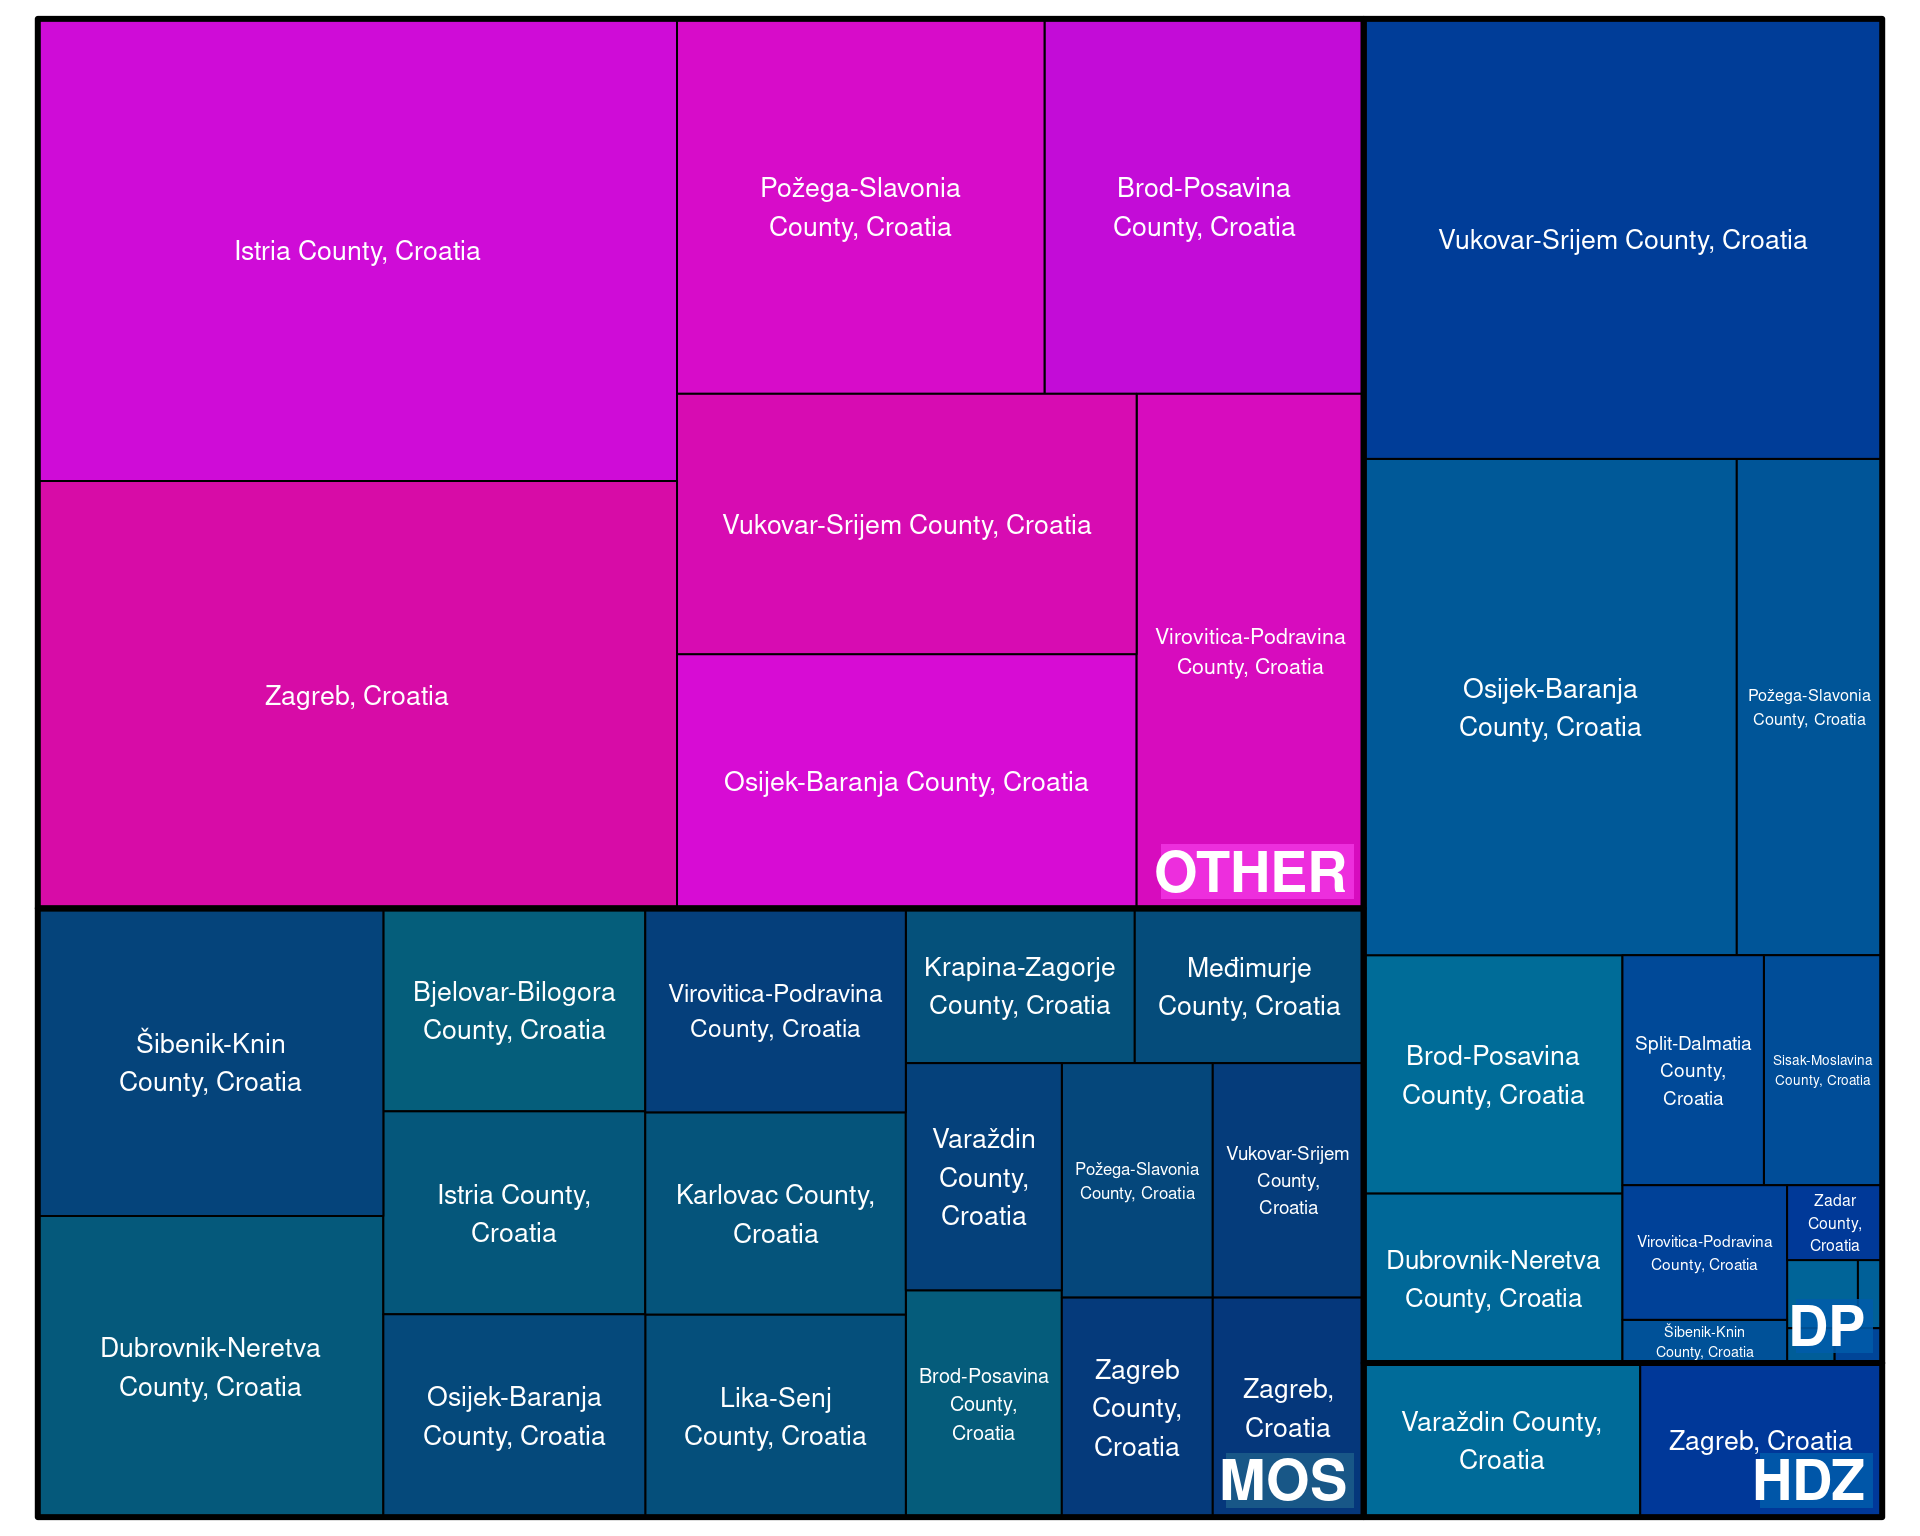 Istria County, Croatia
Zagreb, Croatia
Požega-Slavonia
County, Croatia
Brod-Posavina
County, Croatia
Vukovar-Srijem County, Croatia
Osijek-Baranja County, Croatia
Virovitica-Podravina
County, Croatia
OTHER
Šibenik-Knin
County, Croatia
Dubrovnik-Neretva
County, Croatia
Bjelovar-Bilogora
County, Croatia
Istria County,
Croatia
Osijek-Baranja
County, Croatia
Virovitica-Podravina
County, Croatia
Karlovac County,
Croatia
Lika-Senj
County, Croatia
Krapina-Zagorje
County, Croatia
Međimurje
County, Croatia
Varaždin
County,
Croatia
Brod-Posavina
County,
Croatia
Požega-Slavonia
County, Croatia
Vukovar-Srijem
County,
Croatia
Zagreb
County,
Croatia
Zagreb,
Croatia
MOS
Vukovar-Srijem County, Croatia
Osijek-Baranja
County, Croatia
Požega-Slavonia
County, Croatia
Brod-Posavina
County, Croatia
Dubrovnik-Neretva
County, Croatia
Split-Dalmatia
County,
Croatia
Sisak-Moslavina
County, Croatia
Virovitica-Podravina
County, Croatia
Zadar
County,
Croatia
Šibenik-Knin
County, Croatia
DP
Varaždin County,
Croatia
Zagreb, Croatia
HDZ